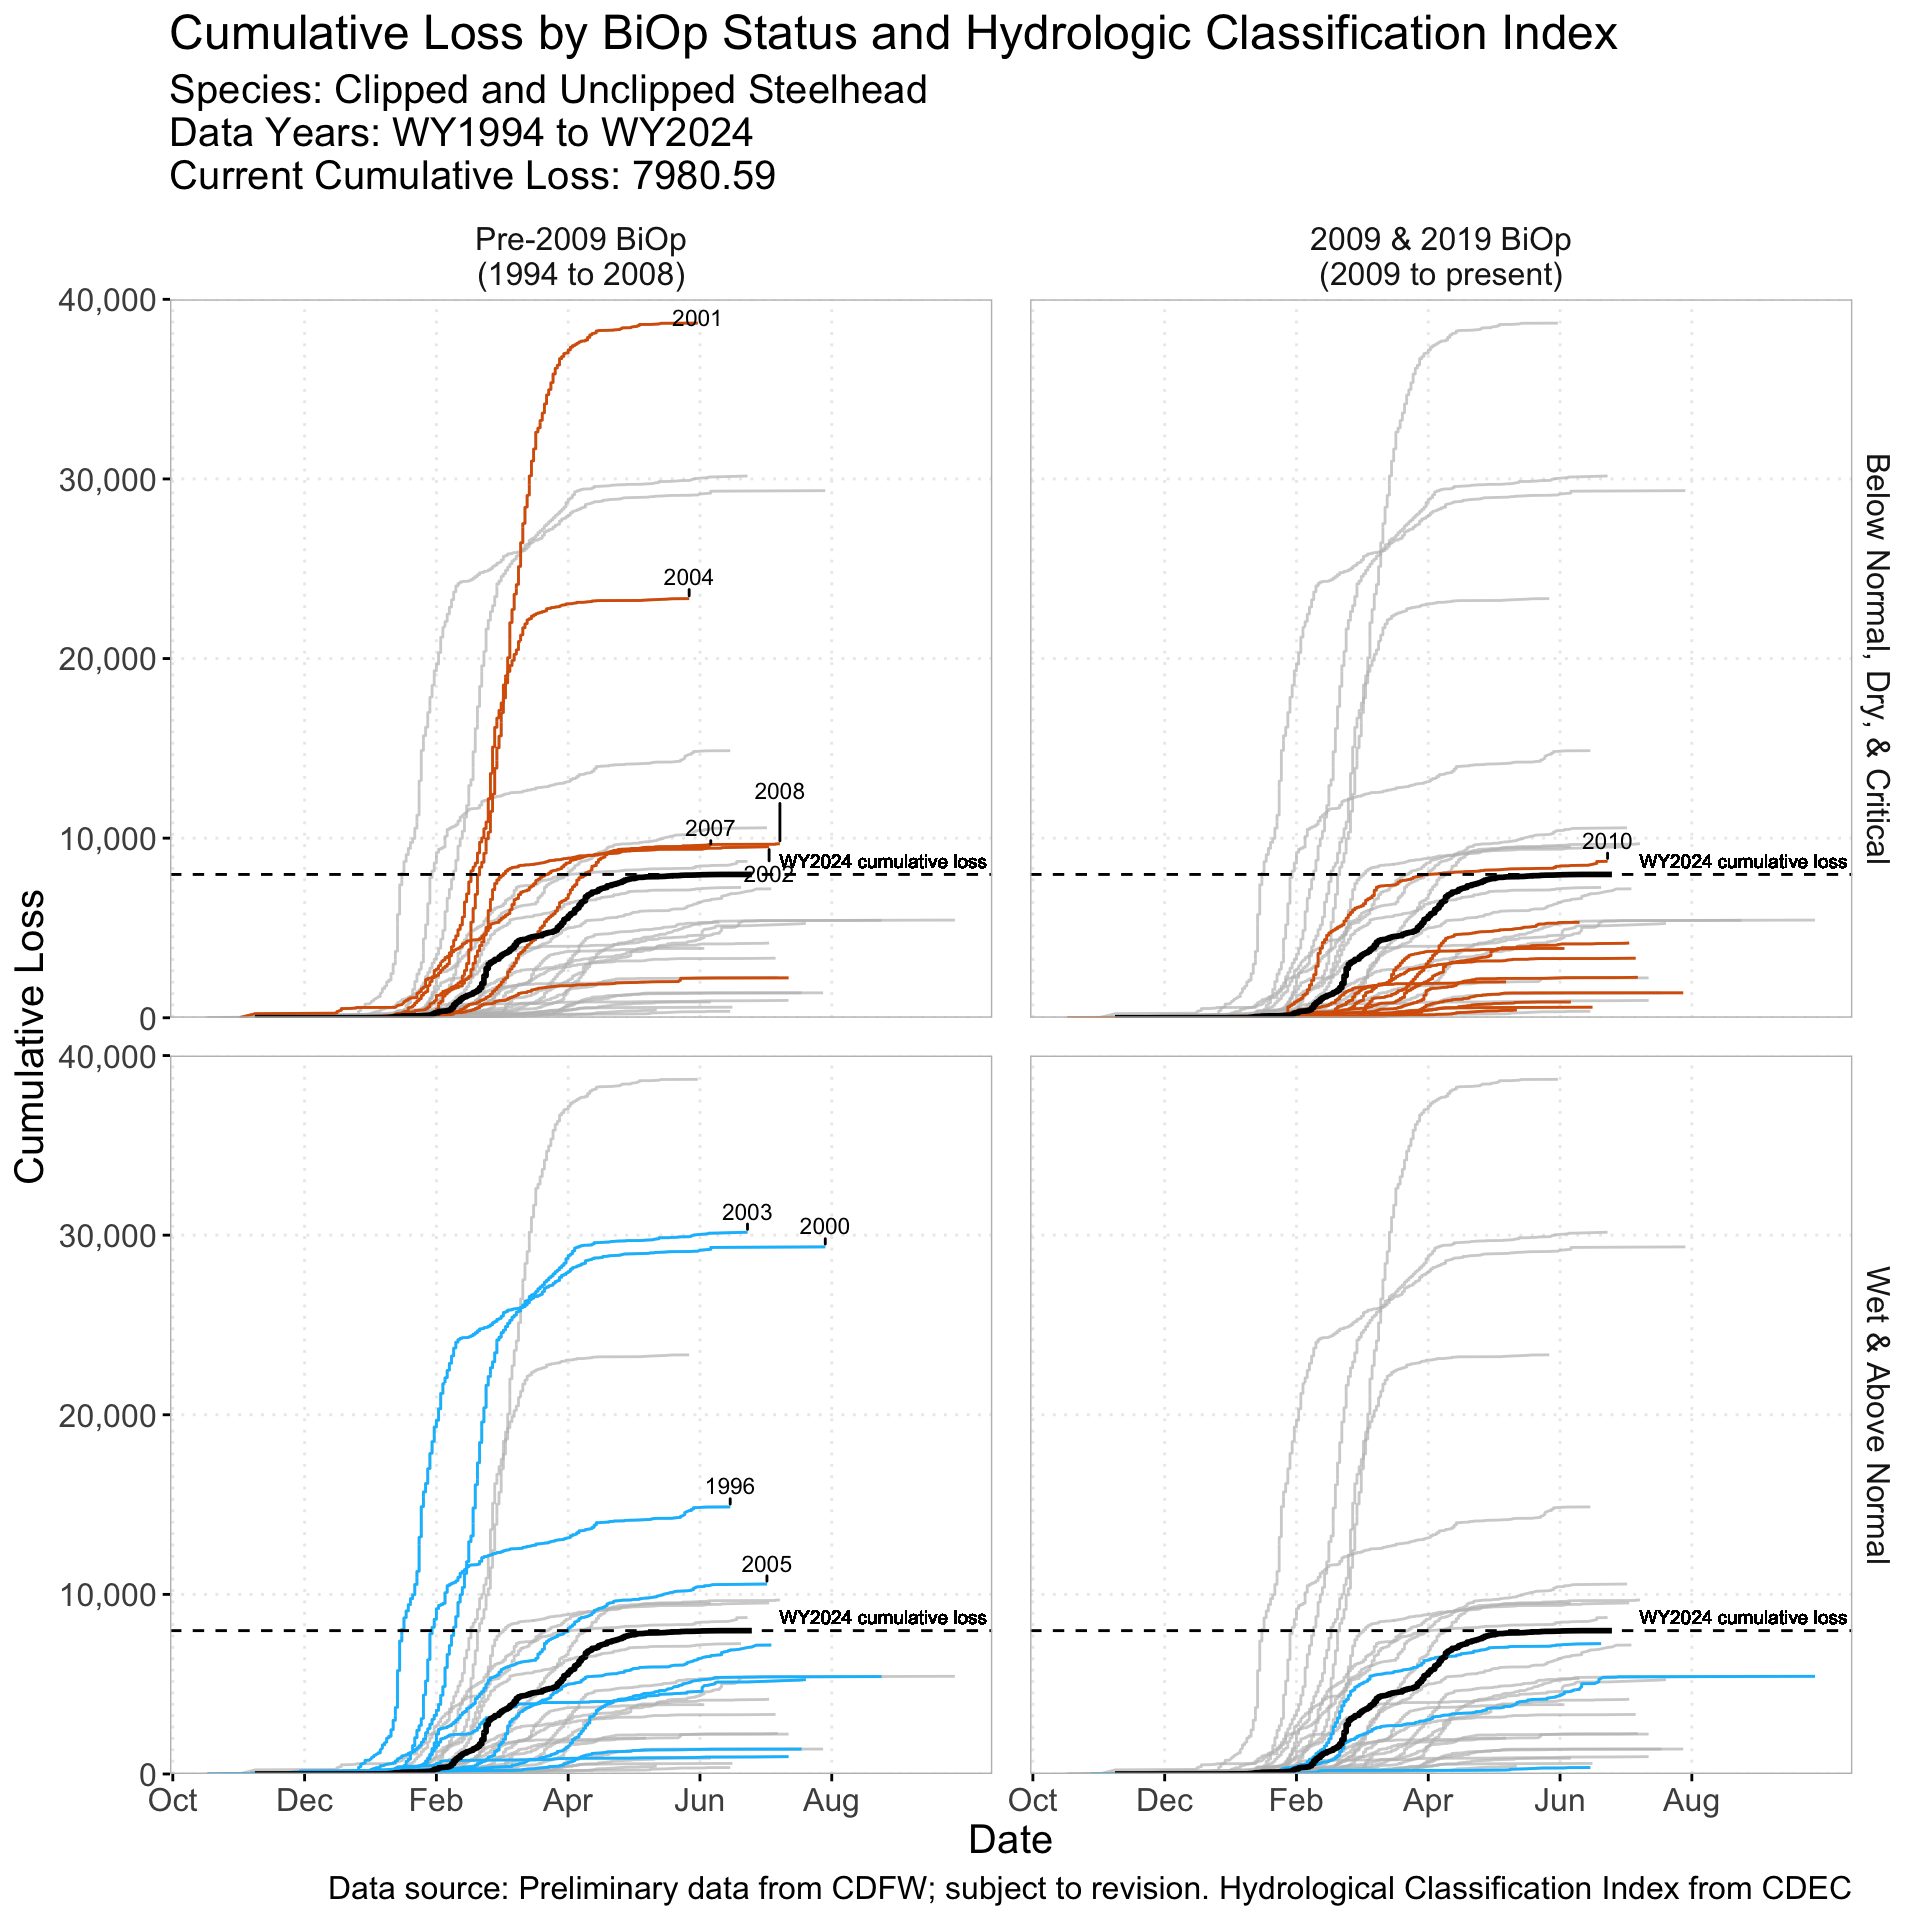 Cumulative Loss by BiOp Status and Hydrologic Classification Index
Species: Clipped and Unclipped Steelhead
Data Years: WY1994 to WY2024
Current Cumulative Loss: 7980.59
Pre-2009 BiOp
(1994 to 2008)
2009 & 2019 BiOp
(2009 to present)
Cumulative Loss
40,000
30,000
20,000
10,000
0
2001
2004
2008
2007
WY2024 cumulative loss
2002
2010
WY2024 cumulative loss
Below Normal, Dry, & Critical
40,000
30,000
20,000
10,000
0
2003
2000
1996
2005
WY2024 cumulative loss
WY2024 cumulative loss
Wet & Above Normal
Oct Dec Feb Apr Jun Aug
Oct Dec Feb Apr Jun Aug
Date
Data source: Preliminary data from CDFW; subject to revision. Hydrological Classification Index from CDEC